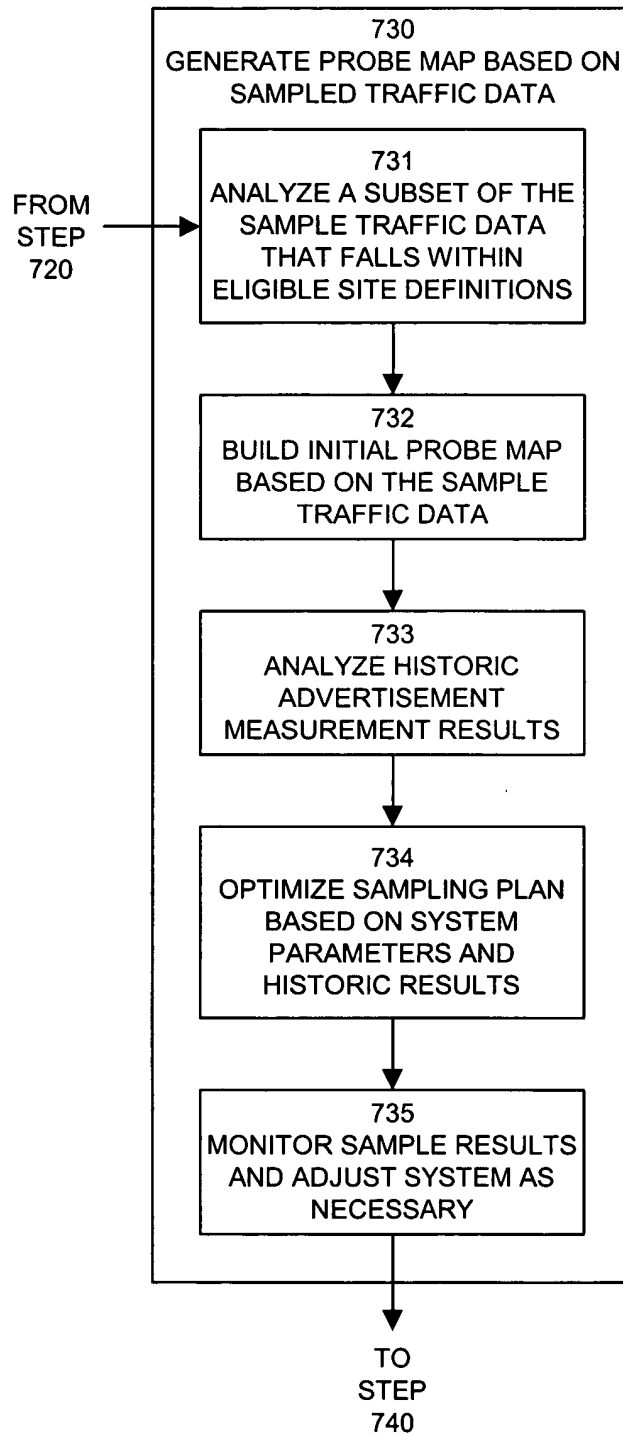 730
GENERATE PROBE MAP BASED ON
SAMPLED TRAFFIC DATA
731
ANALYZE A SUBSET OF THE
SAMPLE TRAFFIC DATA
THAT FALLS WITHIN
ELIGIBLE SITE DEFINITIONS
FROM
STEP
720
732
BUILD INITIAL PROBE MAP
BASED ON THE SAMPLE
TRAFFIC DATA
733
ANALYZE HISTORIC
ADVERTISEMENT
MEASUREMENT RESULTS
734
OPTIMIZE SAMPLING PLAN
BASED ON SYSTEM
PARAMETERS AND
HISTORIC RESULTS
735
MONITOR SAMPLE RESULTS
AND ADJUST SYSTEM AS
NECESSARY
TO
STEP
740